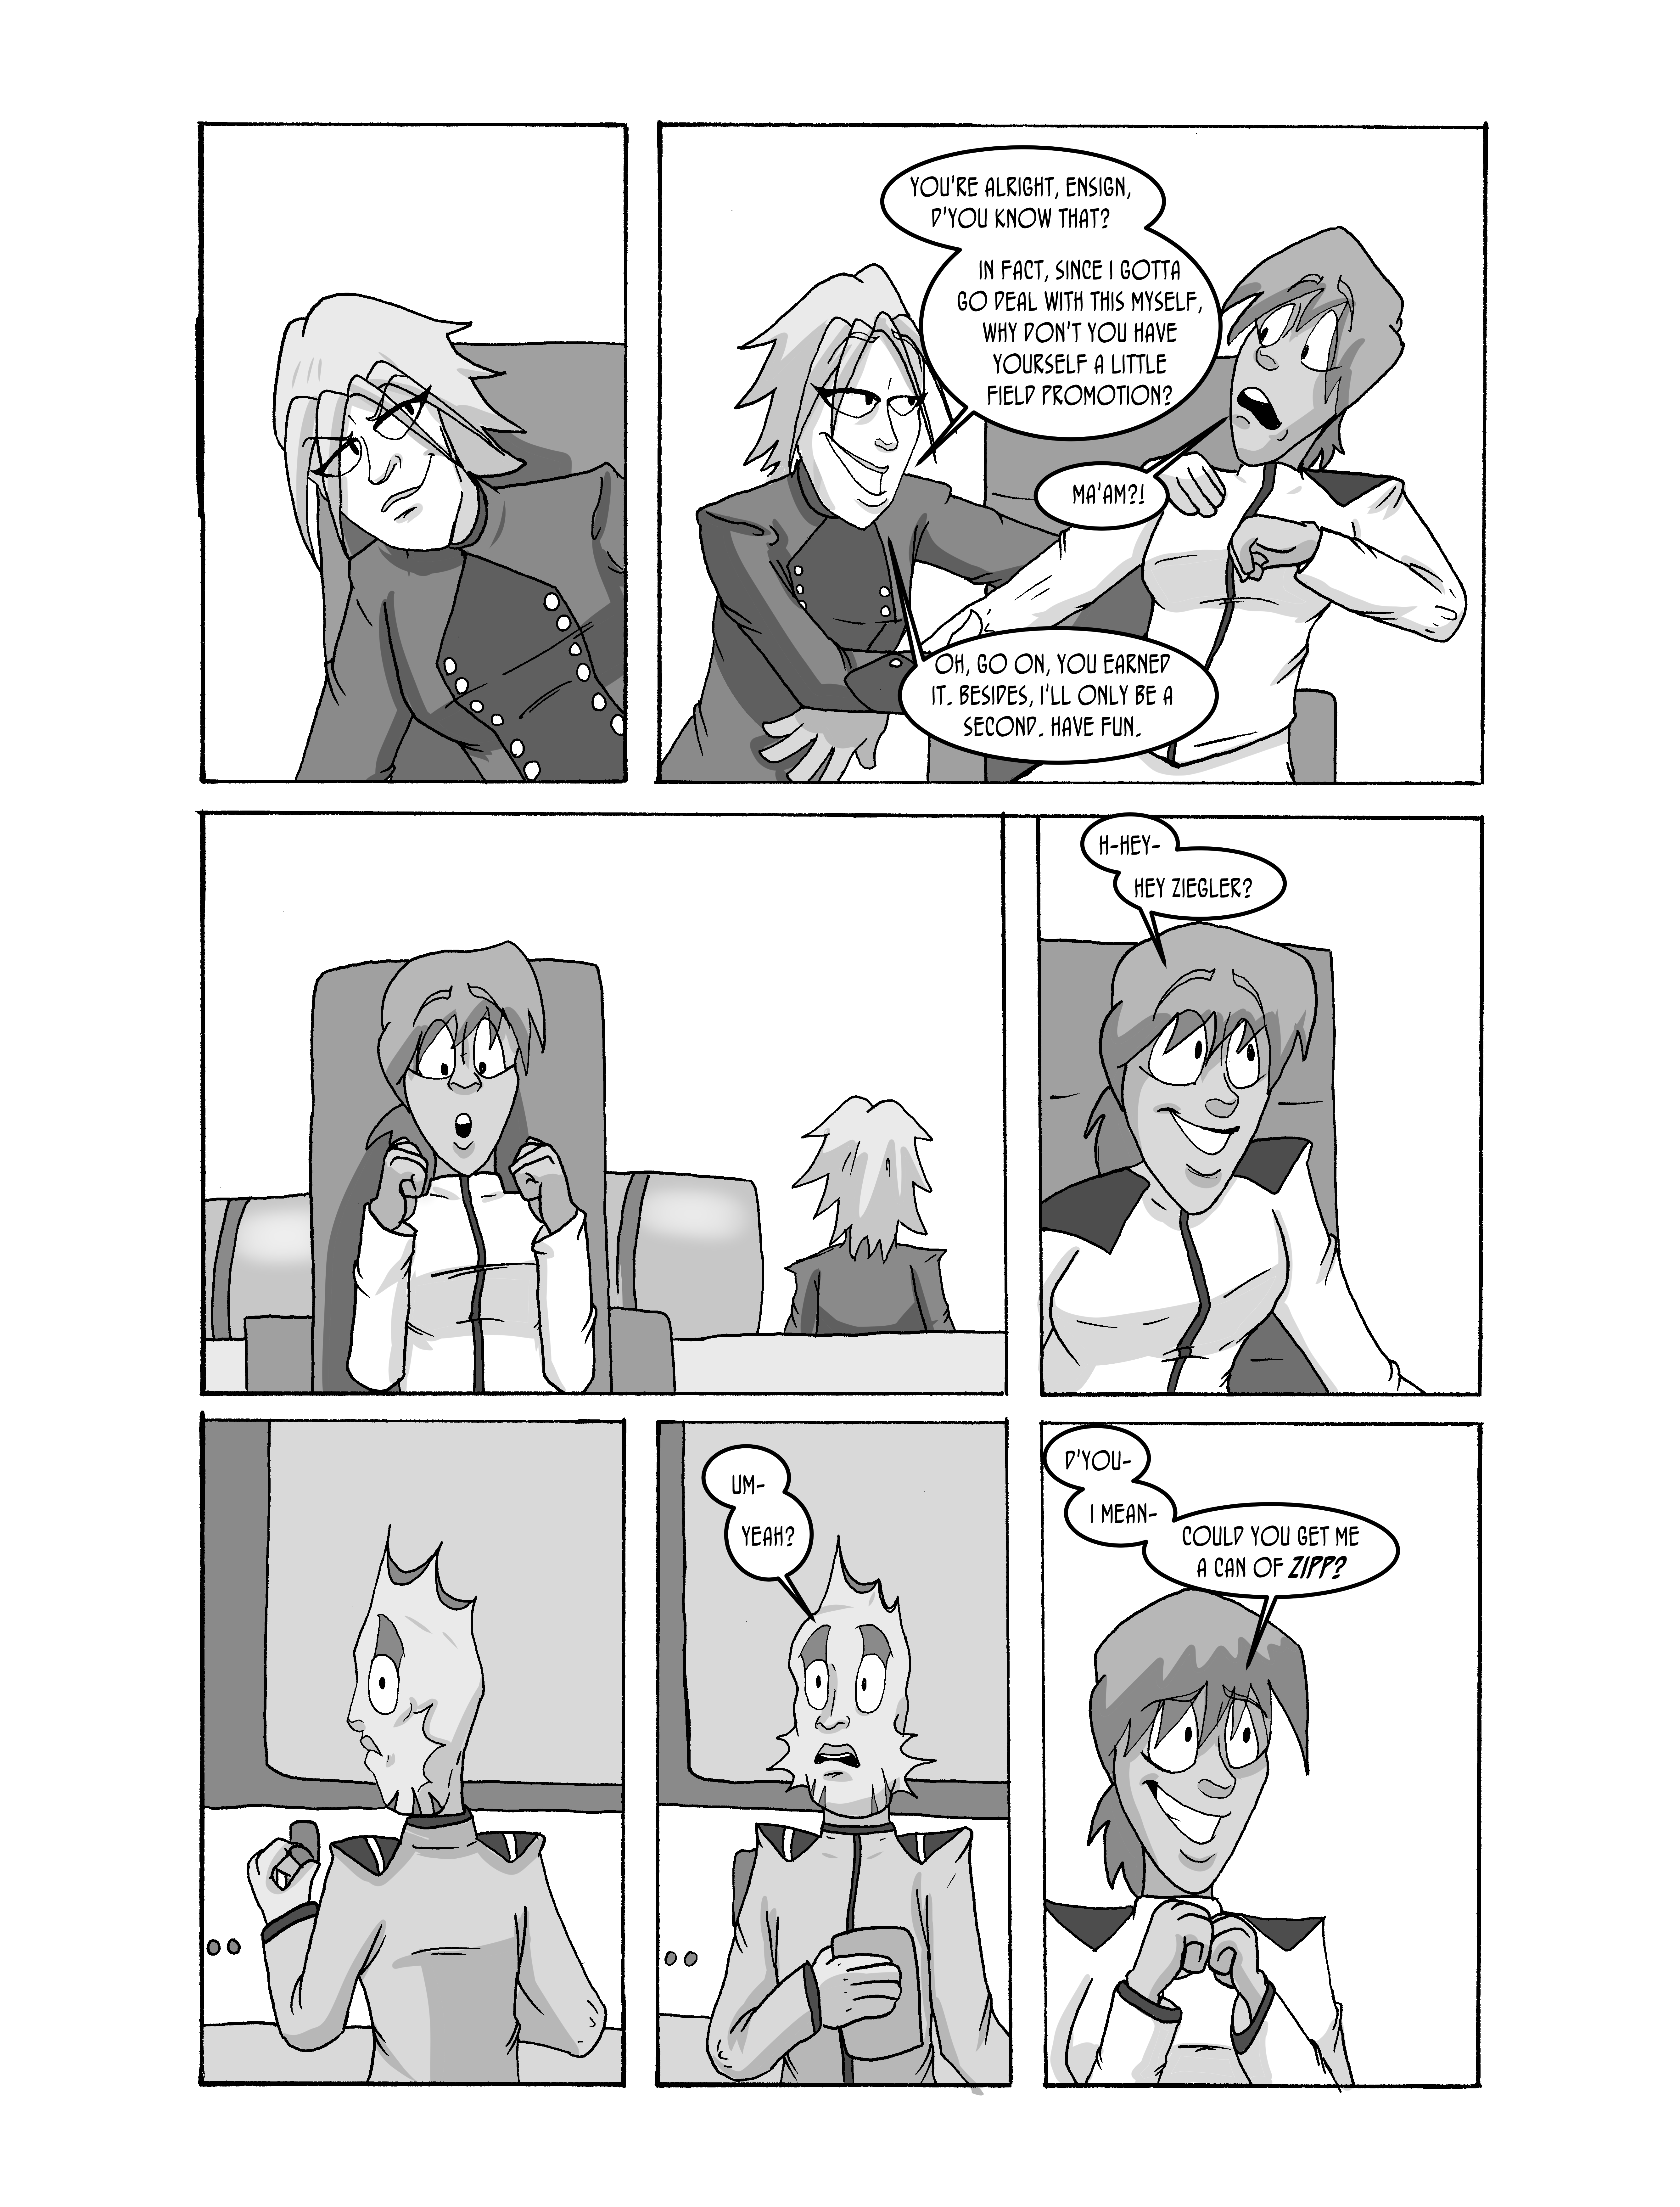 YOU'RE ALRIGHT, ENSIGN,
D'YOU KNOW THAT?
IN FACT, SINCE I GOTTA
GO DEAL WITH THIS MYSELF,
WHY DON'T YOU HAVE
YOURSELF A LITTLE
FIELD PROMOTION?
MA'AM?!
OH, GO ON, YOU EARNED
IT. BESIDES, I'LL ONLY BE A
SECOND. HAVE FUN.
H-HEY-
HEY ZIEGLER?
UM-
YEAH?
D'YOU-
I MEAN-
COULD YOU GET ME
A CAN OF ZIPP?